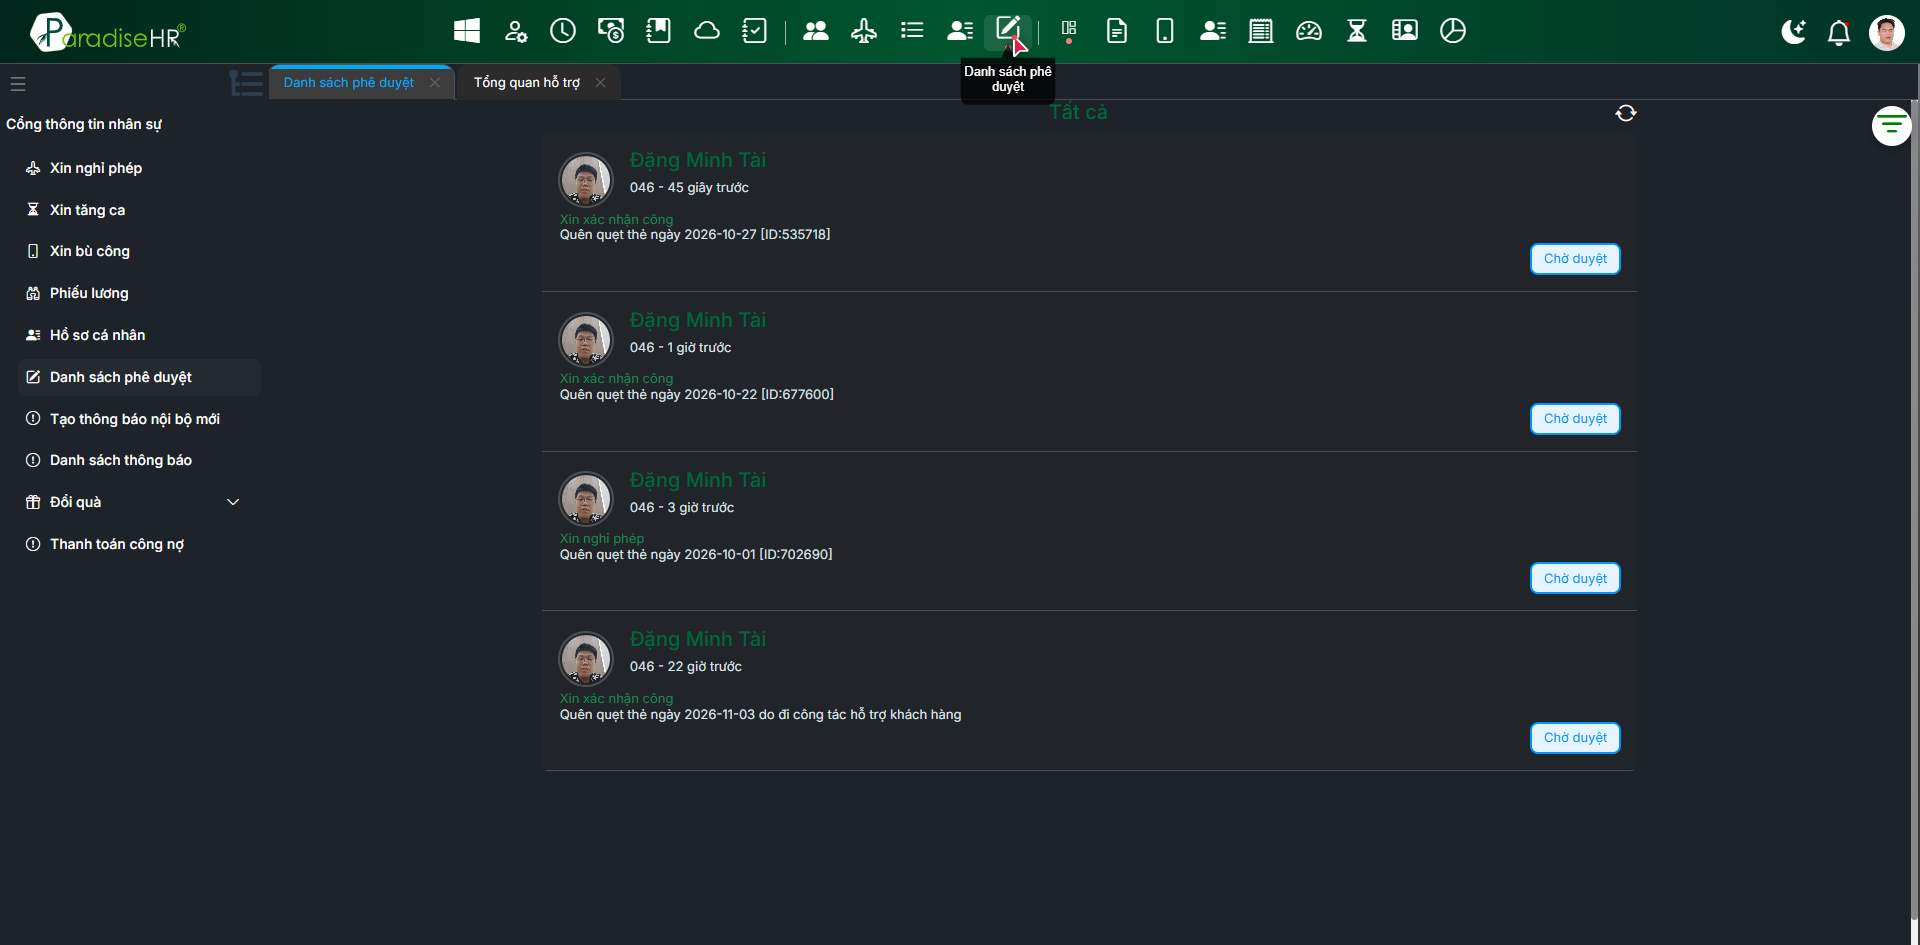 ParadiseHR®
Danh sách phê duyệt
Tổng quan hỗ trợ
Danh sách phê
duyệt
Cổng thông tin nhân sự
Xin nghỉ phép
Xin tăng ca
Xin bù công
Phiếu lương
Hồ sơ cá nhân
Danh sách phê duyệt
Tạo thông báo nội bộ mới
Danh sách thông báo
Đổi quà
Thanh toán công nợ
Tất cả
Đặng Minh Tài
046 - 45 giây trước
Xin xác nhận công
Quên quẹt thẻ ngày 2026-10-27 [ID:535718]
Chờ duyệt
Đặng Minh Tài
046 - 1 giờ trước
Xin xác nhận công
Quên quẹt thẻ ngày 2026-10-22 [ID:677600]
Chờ duyệt
Đặng Minh Tài
046 - 3 giờ trước
Xin nghỉ phép
Quên quẹt thẻ ngày 2026-10-01 [ID:702690]
Chờ duyệt
Đặng Minh Tài
046 - 22 giờ trước
Xin xác nhận công
Quên quẹt thẻ ngày 2026-11-03 do đi công tác hỗ trợ khách hàng
Chờ duyệt